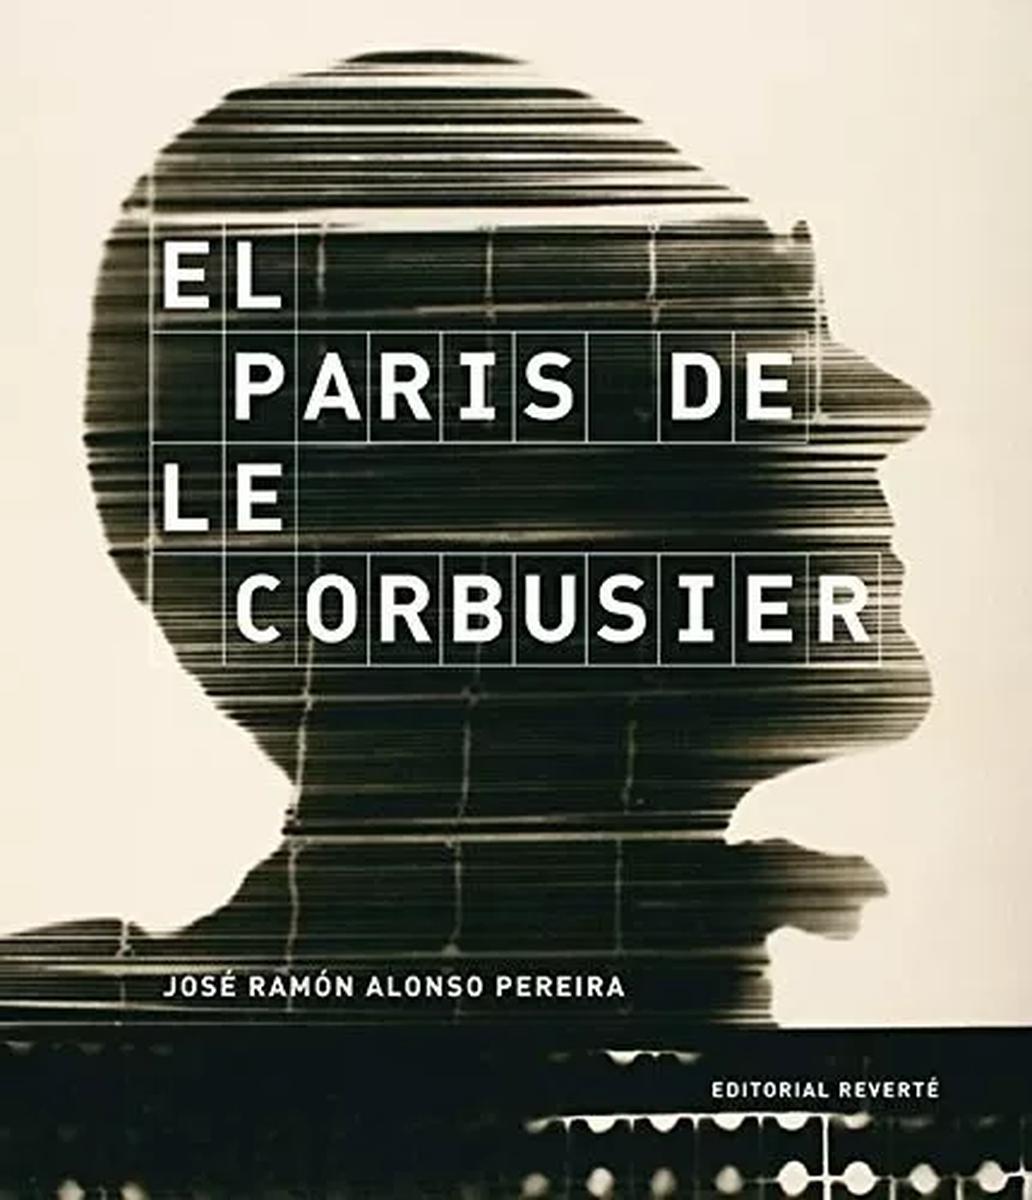 EL
PARIS DE
LE
CORBUSIER
JOSÉ RAMÓN ALONSO PEREIRA
EDITORIAL REVERTÉ